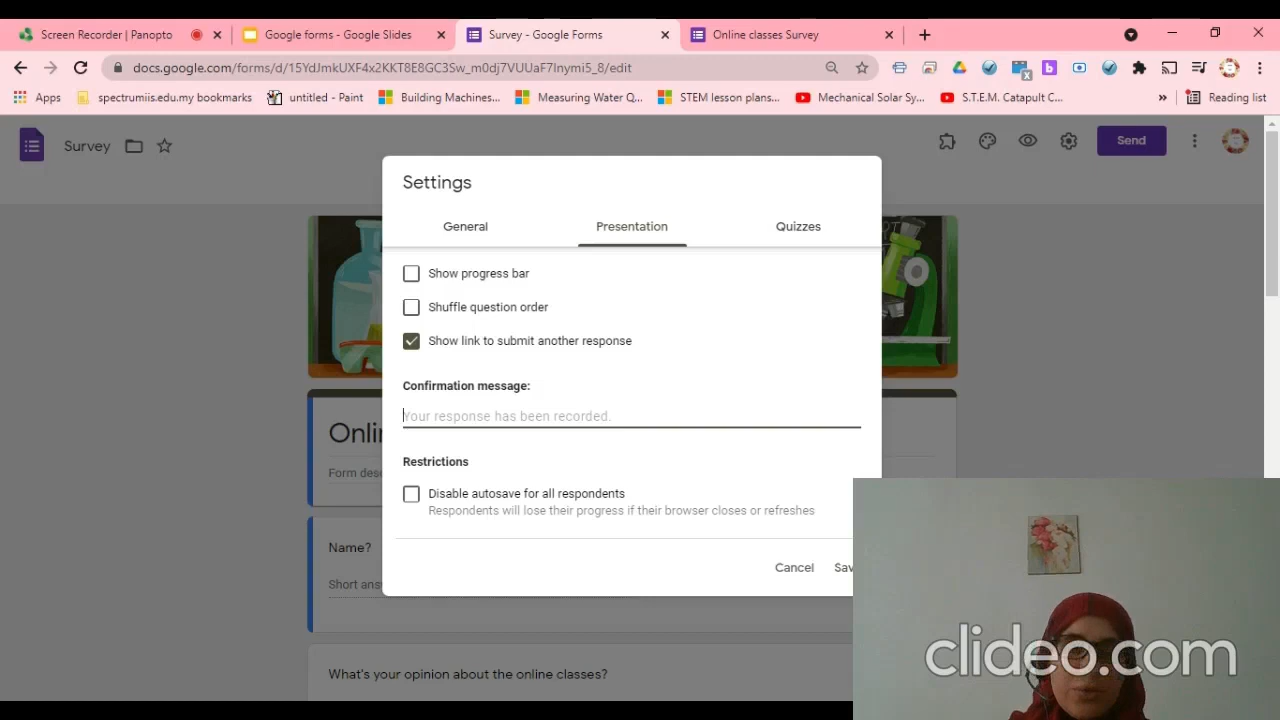 Screen Recorder | Panopto
Google forms - Google Slides
Survey - Google Forms
Online classes Survey
docs.google.com/forms/d/15YdJmkUXF4x2KKT8E8GC3Sw_m0dj7VUUaF7Inymi5_8/edit
Apps
spectrumiis.edu.my bookmarks
untitled - Paint
Building Machines...
Measuring Water Q...
STEM lesson plans...
Mechanical Solar Sy...
S.T.E.M. Catapult C...
»
Reading list
Survey
Send
Settings
General
Presentation
Quizzes
Show progress bar
Shuffle question order
Show link to submit another response
Confirmation message:
Your response has been recorded.
Restrictions
Disable autosave for all respondents
Respondents will lose their progress if their browser closes or refreshes
Cancel
Sav
Onli
Form des
Name?
Short ans
What's your opinion about the online classes?
clideo.com